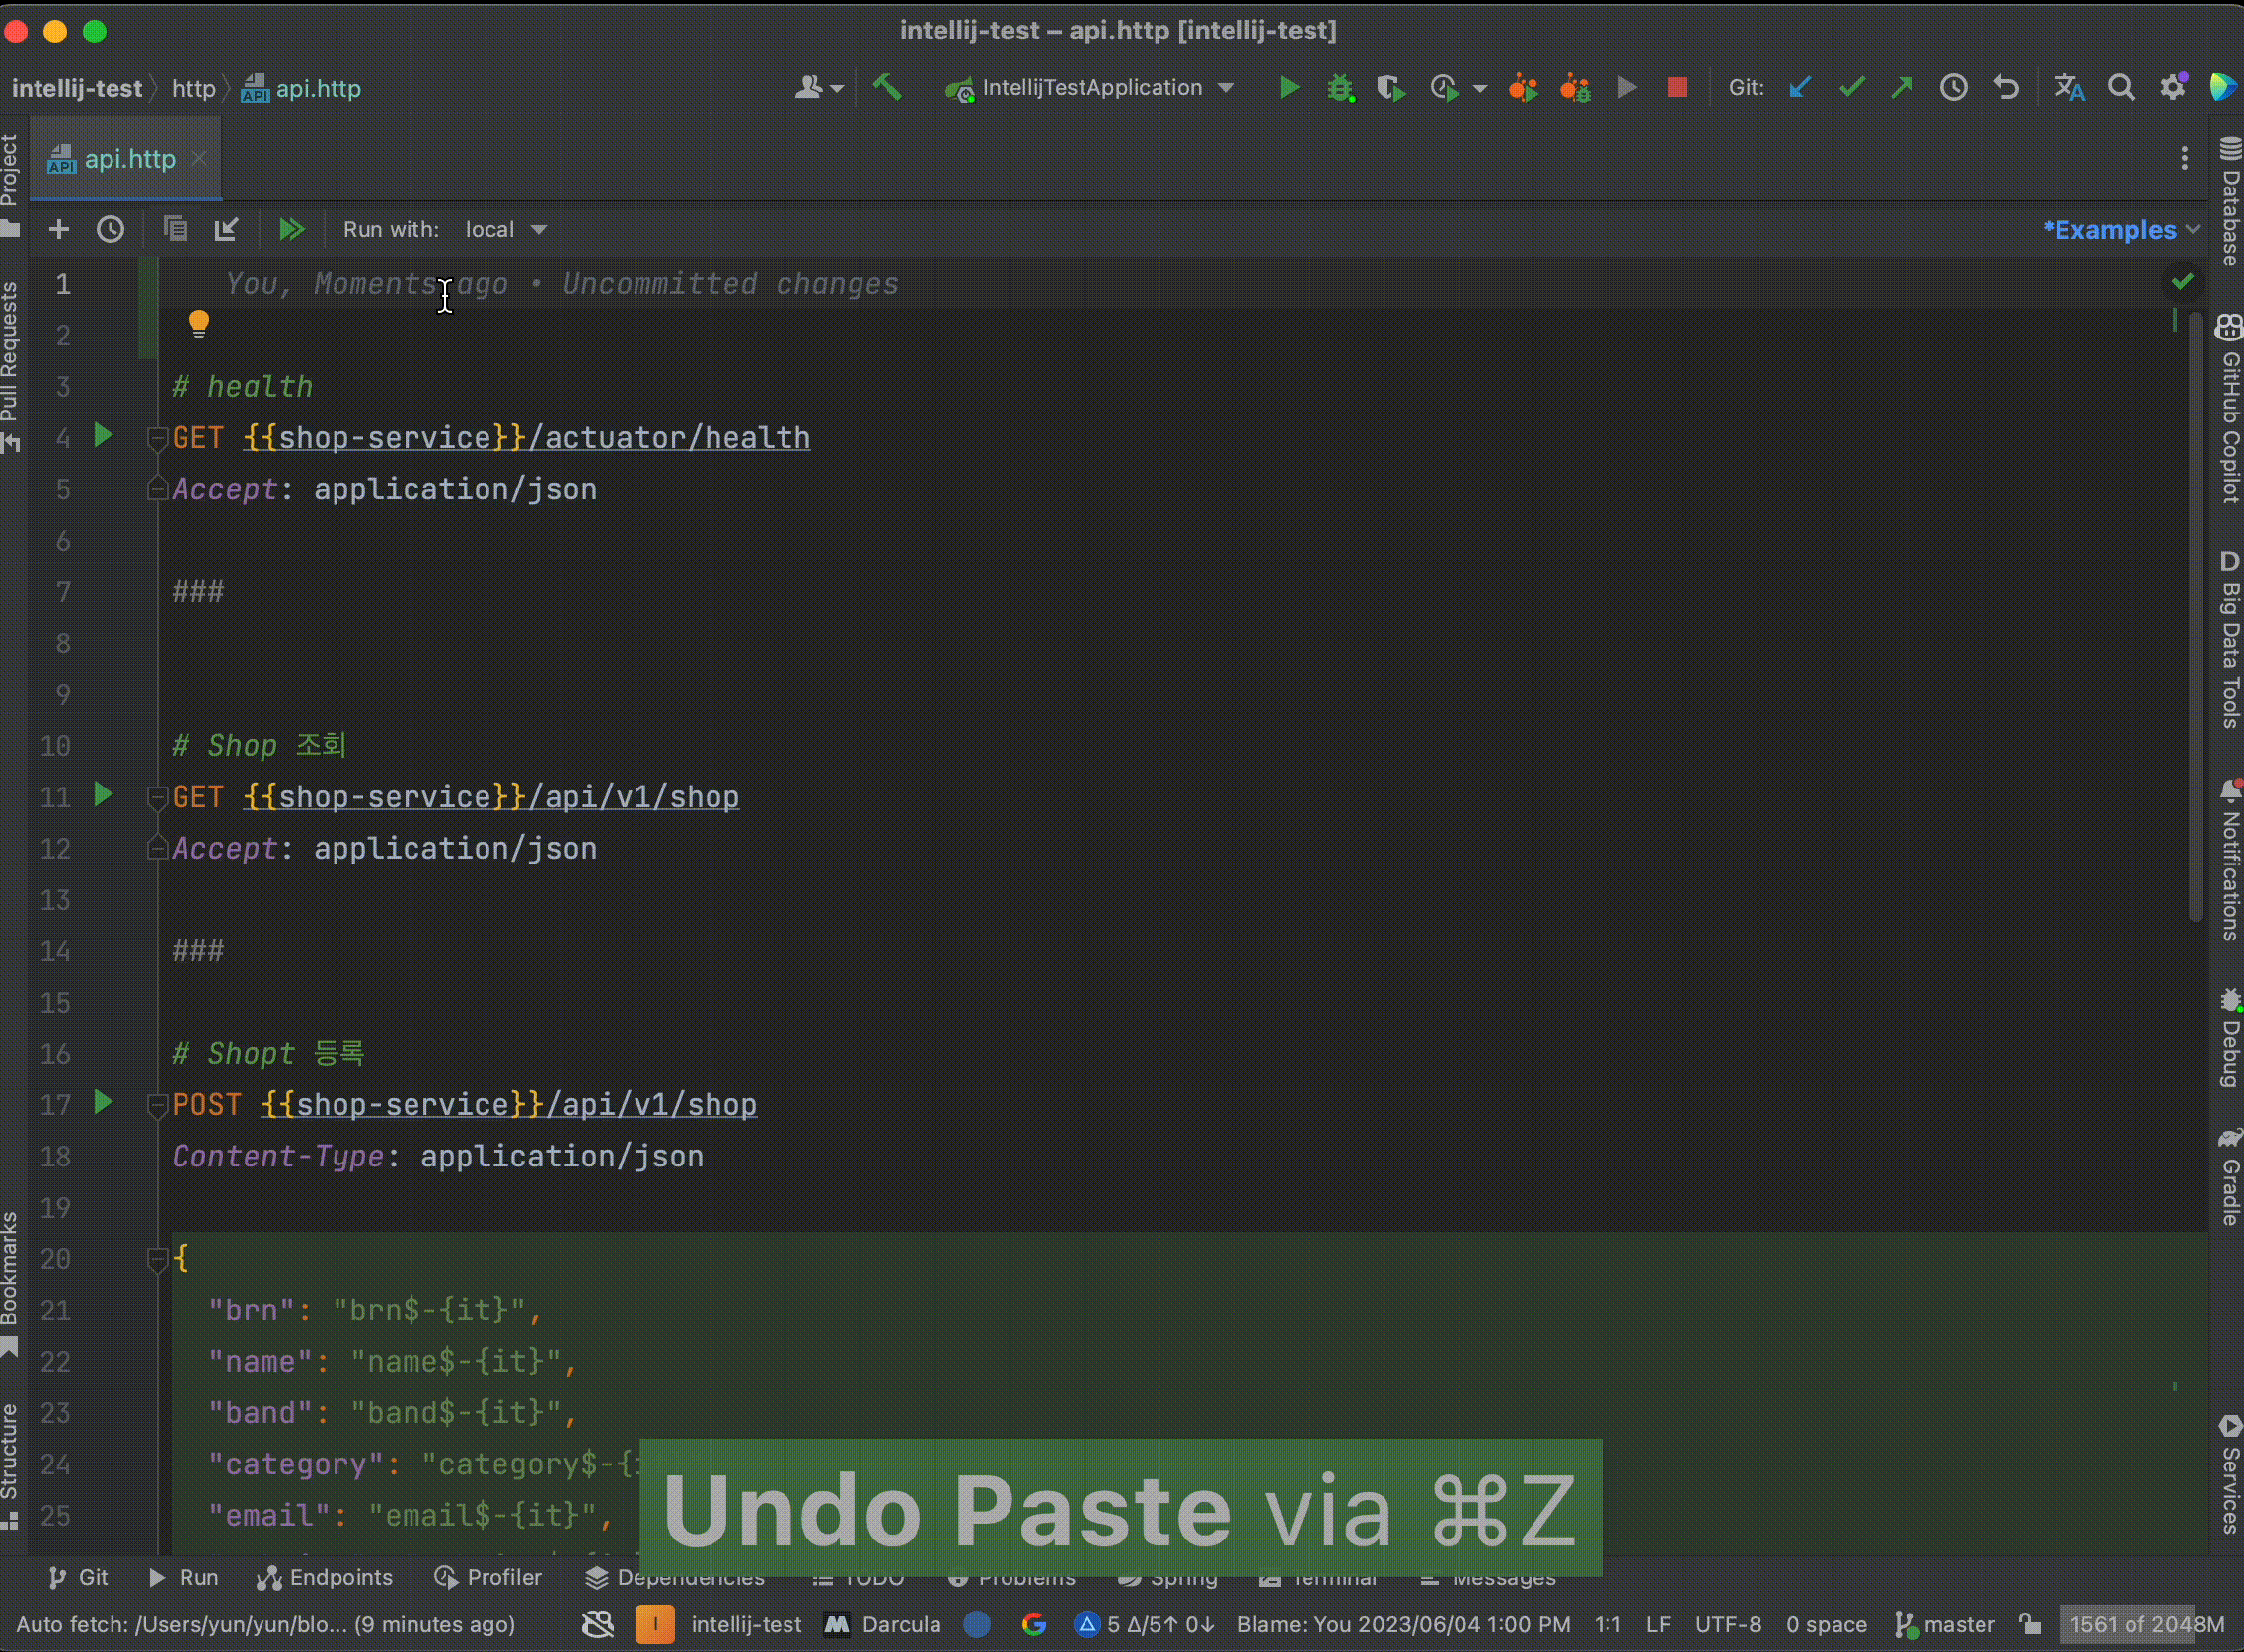 intellij-test – api.http [intellij-test]
intellij-test http API api.http
IntellijTestApplication
Git:
API api.http
Run with: local
*Examples
1 You, Moments ago • Uncommitted changes
2
3 # health
4 GET {{shop-service}}/actuator/health
5 Accept: application/json
6
7 ###
8
9
10 # Shop 조회
11 GET {{shop-service}}/api/v1/shop
12 Accept: application/json
13
14 ###
15
16 # Shopt 등록
17 POST {{shop-service}}/api/v1/shop
18 Content-Type: application/json
19
20 {
21 "brn": "brn$-{it}",
22 "name": "name$-{it}",
23 "band": "band$-{it}",
24 "category": "category$-{
25 "email": "email$-{it}",
Undo Paste via ⌘Z
Project
Pull Requests
Bookmarks
Structure
Database
GitHub Copilot
D Big Data Tools
Notifications
Debug
Gradle
Services
Git Run Endpoints Profiler Dependencies TODO Problems Spring Terminal Messages
Auto fetch: /Users/yun/yun/blo... (9 minutes ago) I intellij-test Darcula G 5 Δ/5↑ 0↓ Blame: You 2023/06/04 1:00 PM 1:1 LF UTF-8 0 space master 1561 of 2048M